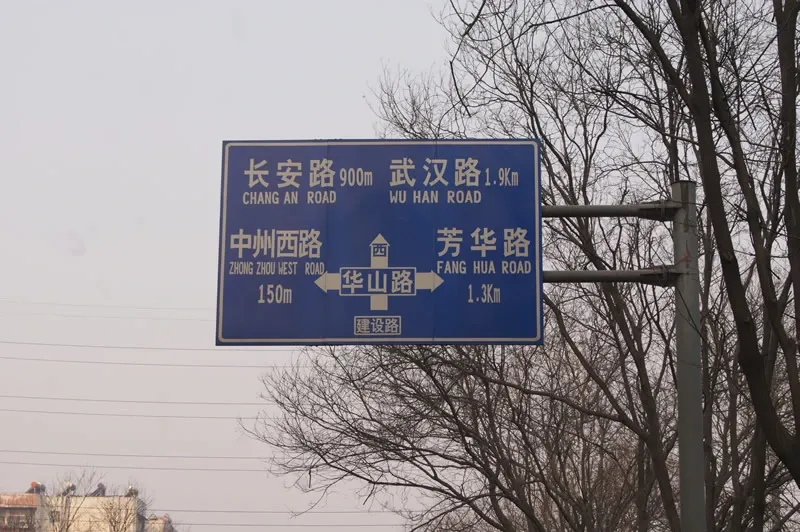 长安路 900m 武汉路 1.9Km
CHANG AN ROAD WU HAN ROAD
西
中州西路 芳华路
ZHONG ZHOU WEST ROAD 华山路 FANG HUA ROAD
150m 1.3Km
建设路